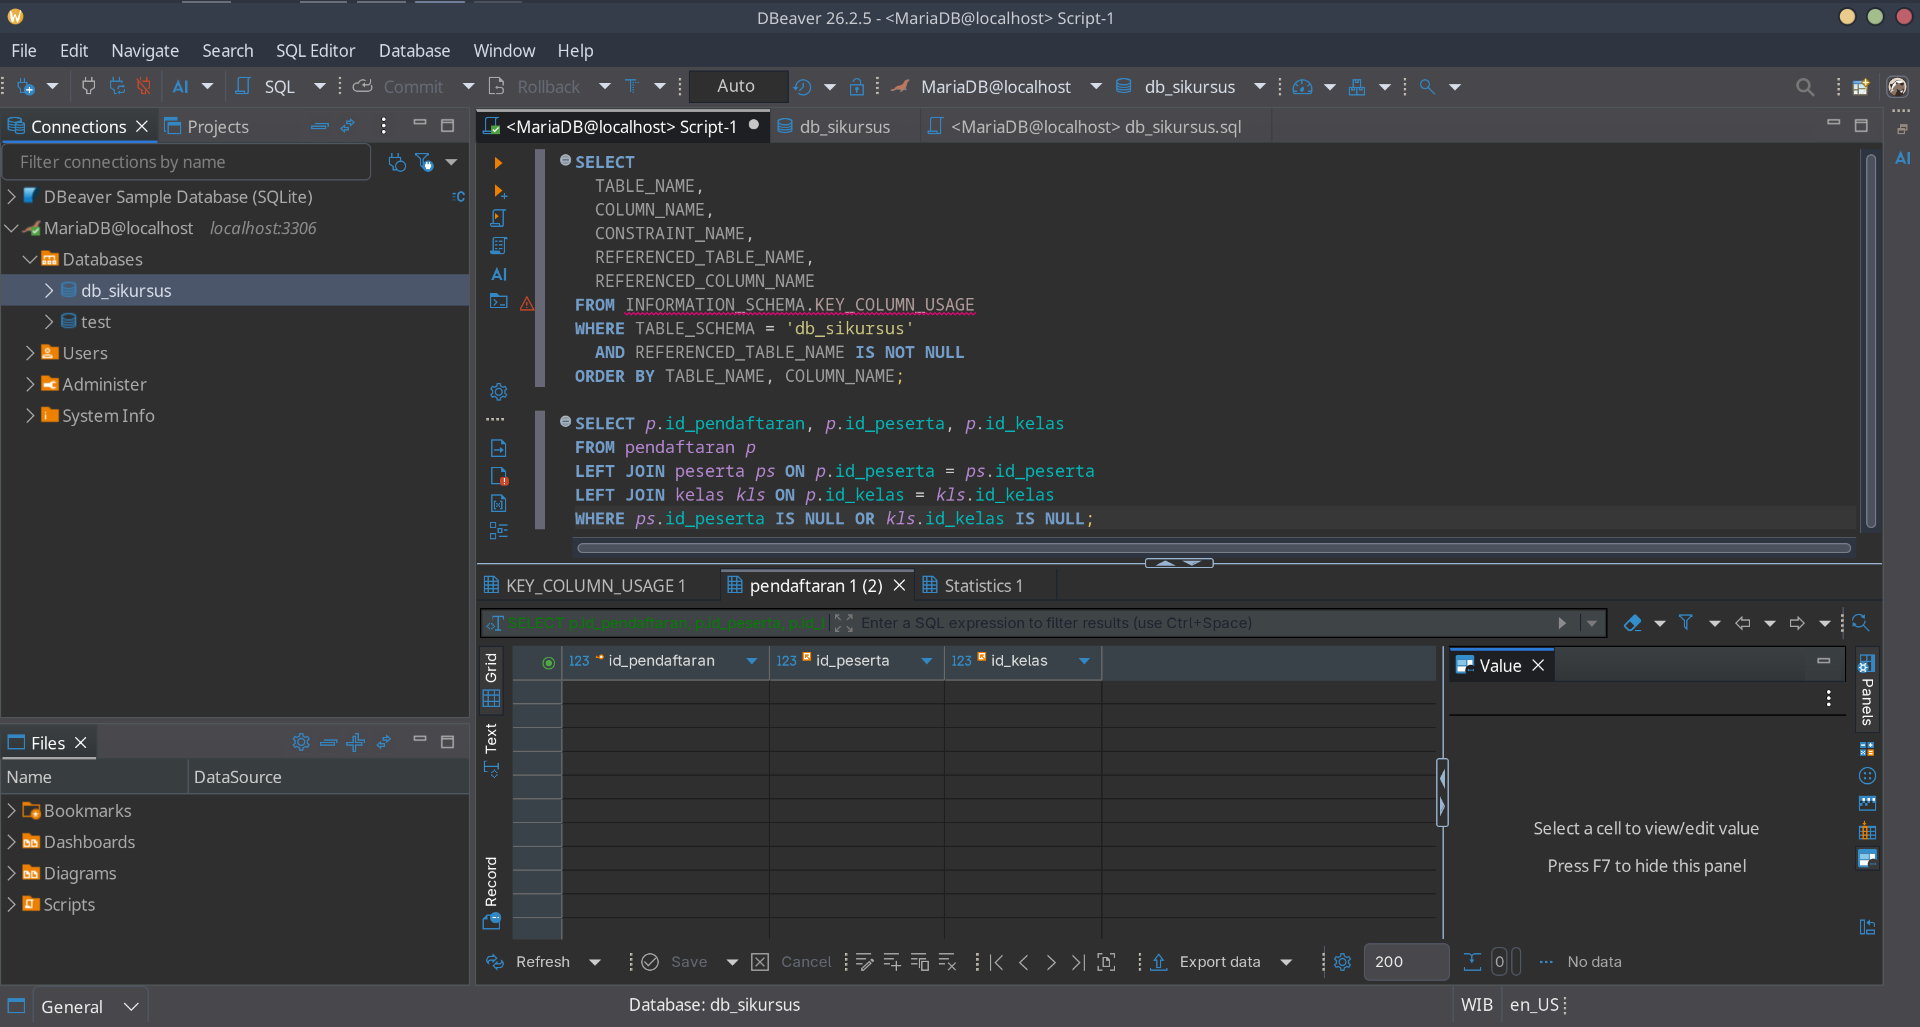 DBeaver 26.2.5 - <MariaDB@localhost> Script-1
File Edit Navigate Search SQL Editor Database Window Help
AI SQL Commit Rollback T Auto MariaDB@localhost db_sikursus
Connections Projects
Filter connections by name
DBeaver Sample Database (SQLite)
MariaDB@localhost localhost:3306
Databases
db_sikursus
test
Users
Administer
System Info
Files
Name DataSource
Bookmarks
Dashboards
Diagrams
Scripts
<MariaDB@localhost> Script-1 db_sikursus <MariaDB@localhost> db_sikursus.sql
AI
AI
SELECT
TABLE_NAME,
COLUMN_NAME,
CONSTRAINT_NAME,
REFERENCED_TABLE_NAME,
REFERENCED_COLUMN_NAME
FROM INFORMATION_SCHEMA.KEY_COLUMN_USAGE
WHERE TABLE_SCHEMA = 'db_sikursus'
AND REFERENCED_TABLE_NAME IS NOT NULL
ORDER BY TABLE_NAME, COLUMN_NAME;
SELECT p.id_pendaftaran, p.id_peserta, p.id_kelas
FROM pendaftaran p
LEFT JOIN peserta ps ON p.id_peserta = ps.id_peserta
LEFT JOIN kelas kls ON p.id_kelas = kls.id_kelas
WHERE ps.id_peserta IS NULL OR kls.id_kelas IS NULL;
KEY_COLUMN_USAGE 1 pendaftaran 1 (2) Statistics 1
SELECT p.id_pendaftaran, p.id_peserta, p.id_ Enter a SQL expression to filter results (use Ctrl+Space)
Grid
Text
Record
123 id_pendaftaran 123 id_peserta 123 id_kelas
Value
Panels
Select a cell to view/edit value
Press F7 to hide this panel
Refresh Save Cancel Export data 200 0 No data
General Database: db_sikursus WIB en_US